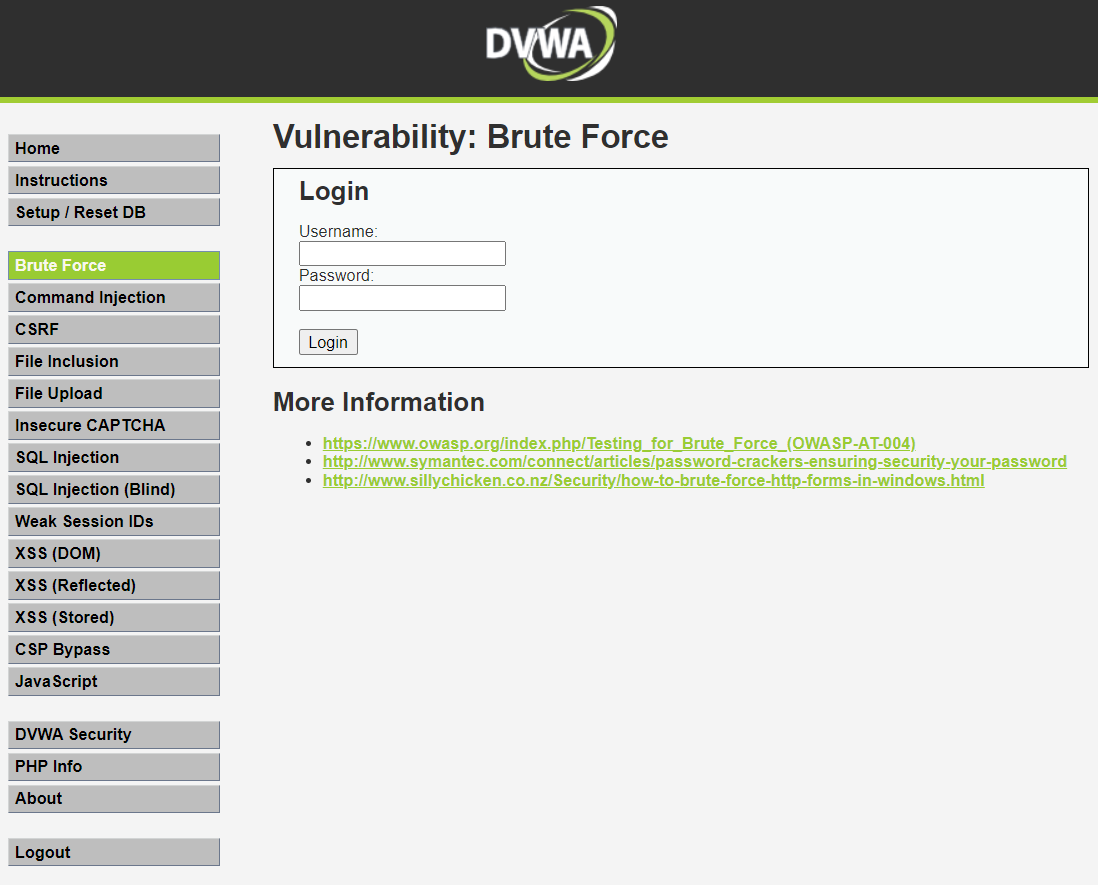 DVWA
Home
Instructions
Setup / Reset DB
Brute Force
Command Injection
CSRF
File Inclusion
File Upload
Insecure CAPTCHA
SQL Injection
SQL Injection (Blind)
Weak Session IDs
XSS (DOM)
XSS (Reflected)
XSS (Stored)
CSP Bypass
JavaScript
DVWA Security
PHP Info
About
Logout
Vulnerability: Brute Force
Login
Username:
Password:
Login
More Information
https://www.owasp.org/index.php/Testing_for_Brute_Force_(OWASP-AT-004)
http://www.symantec.com/connect/articles/password-crackers-ensuring-security-your-password
http://www.sillychicken.co.nz/Security/how-to-brute-force-http-forms-in-windows.html